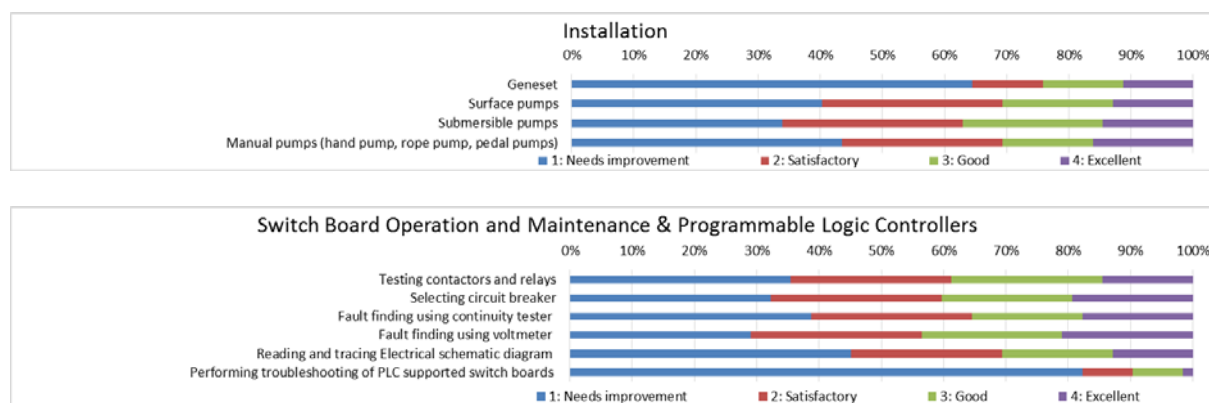 Installation
0% 10% 20% 30% 40% 50% 60% 70% 80% 90% 100%
Geneset
Surface pumps
Submersible pumps
Manual pumps (hand pump, rope pump, pedal pumps)
1: Needs improvement 2: Satisfactory 3: Good 4: Excellent
Switch Board Operation and Maintenance & Programmable Logic Controllers
0% 10% 20% 30% 40% 50% 60% 70% 80% 90% 100%
Testing contactors and relays
Selecting circuit breaker
Fault finding using continuity tester
Fault finding using voltmeter
Reading and tracing Electrical schematic diagram
Performing troubleshooting of PLC supported switch boards
1: Needs improvement 2: Satisfactory 3: Good 4: Excellent